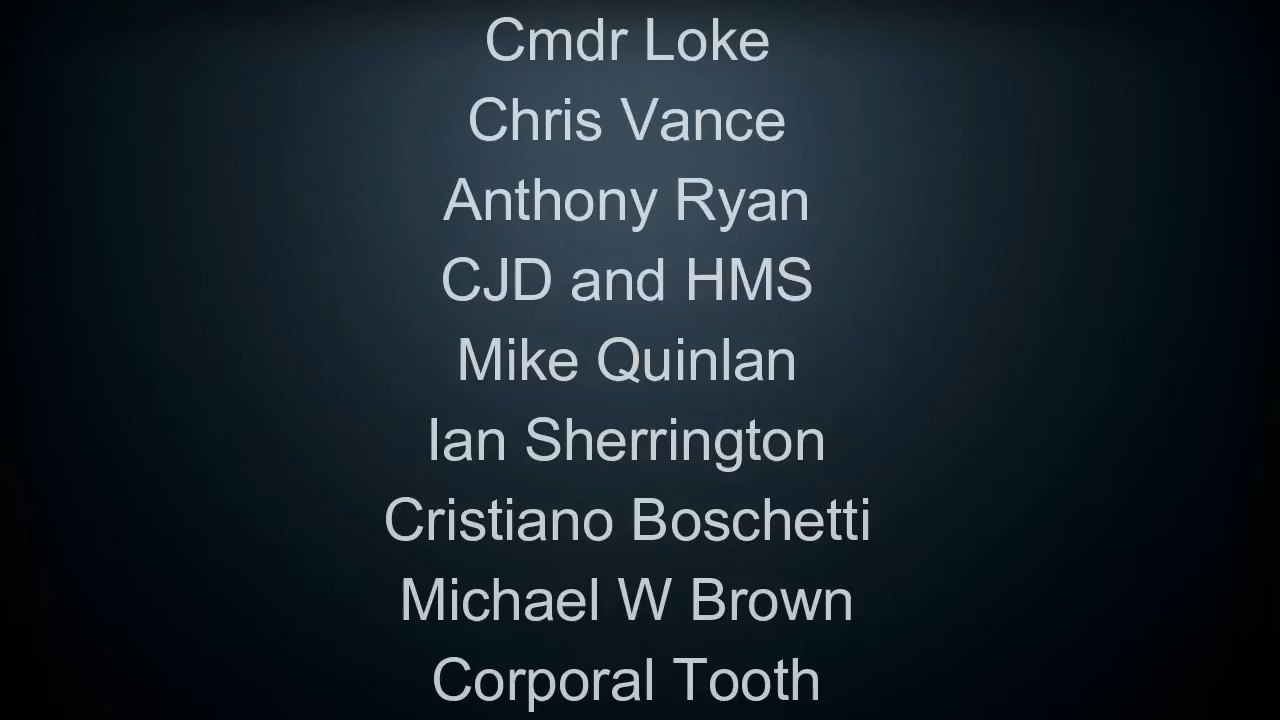 Cmdr Loke
Chris Vance
Anthony Ryan
CJD and HMS
Mike Quinlan
Ian Sherrington
Cristiano Boschetti
Michael W Brown
Corporal Tooth